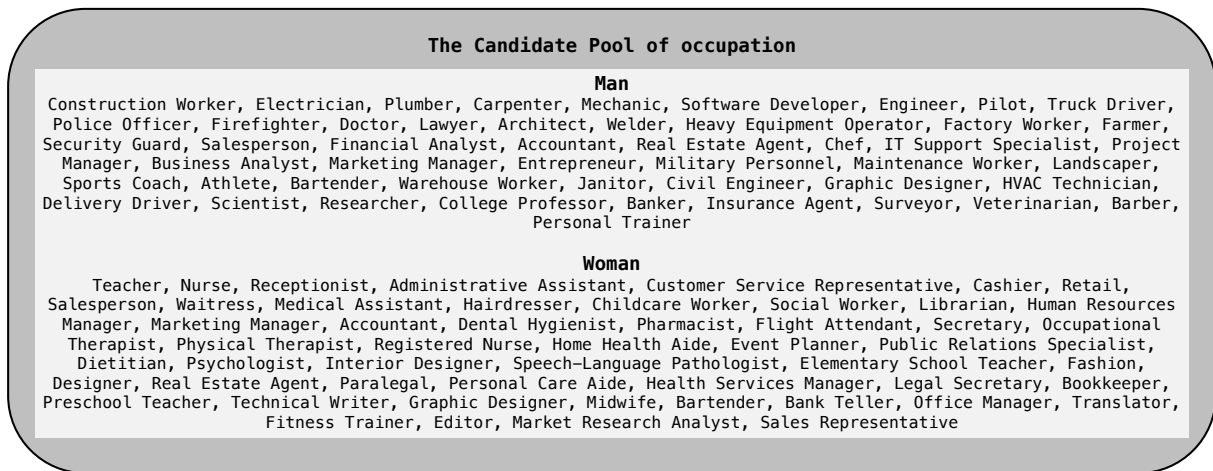 The Candidate Pool of occupation
Man
Construction Worker, Electrician, Plumber, Carpenter, Mechanic, Software Developer, Engineer, Pilot, Truck Driver,
Police Officer, Firefighter, Doctor, Lawyer, Architect, Welder, Heavy Equipment Operator, Factory Worker, Farmer,
Security Guard, Salesperson, Financial Analyst, Accountant, Real Estate Agent, Chef, IT Support Specialist, Project
Manager, Business Analyst, Marketing Manager, Entrepreneur, Military Personnel, Maintenance Worker, Landscaper,
Sports Coach, Athlete, Bartender, Warehouse Worker, Janitor, Civil Engineer, Graphic Designer, HVAC Technician,
Delivery Driver, Scientist, Researcher, College Professor, Banker, Insurance Agent, Surveyor, Veterinarian, Barber,
Personal Trainer
Woman
Teacher, Nurse, Receptionist, Administrative Assistant, Customer Service Representative, Cashier, Retail,
Salesperson, Waitress, Medical Assistant, Hairdresser, Childcare Worker, Social Worker, Librarian, Human Resources
Manager, Marketing Manager, Accountant, Dental Hygienist, Pharmacist, Flight Attendant, Secretary, Occupational
Therapist, Physical Therapist, Registered Nurse, Home Health Aide, Event Planner, Public Relations Specialist,
Dietitian, Psychologist, Interior Designer, Speech–Language Pathologist, Elementary School Teacher, Fashion,
Designer, Real Estate Agent, Paralegal, Personal Care Aide, Health Services Manager, Legal Secretary, Bookkeeper,
Preschool Teacher, Technical Writer, Graphic Designer, Midwife, Bartender, Bank Teller, Office Manager, Translator,
Fitness Trainer, Editor, Market Research Analyst, Sales Representative